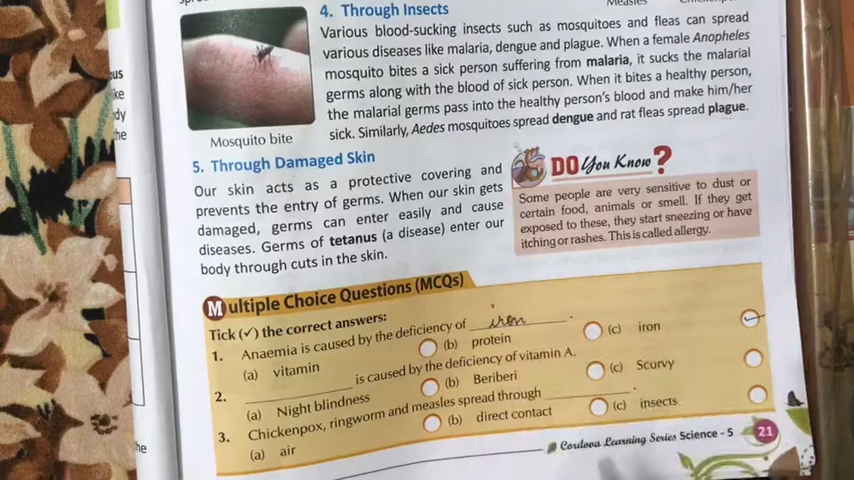 4. Through Insects
Measles
Various blood-sucking insects such as mosquitoes and fleas can spread
various diseases like malaria, dengue and plague. When a female Anopheles
mosquito bites a sick person suffering from malaria, it sucks the malarial
germs along with the blood of sick person. When it bites a healthy person,
the malarial germs pass into the healthy person's blood and make him/her
sick. Similarly, Aedes mosquitoes spread dengue and rat fleas spread plague.
Mosquito bite
5. Through Damaged Skin
Our skin acts as a protective covering and
prevents the entry of germs. When our skin gets
damaged, germs can enter easily and cause
diseases. Germs of tetanus (a disease) enter our
body through cuts in the skin.
DO You Know?
Some people are very sensitive to dust or
certain food, animals or smell. If they get
exposed to these, they start sneezing or have
itching or rashes. This is called allergy.
Multiple Choice Questions (MCQs)
Tick (✓) the correct answers:
1. Anaemia is caused by the deficiency of iron.
(a) vitamin (b) protein (c) iron ✓
2. __________ is caused by the deficiency of vitamin A.
(a) Night blindness (b) Beriberi (c) Scurvy
3. Chickenpox, ringworm and measles spread through __________.
(a) air (b) direct contact (c) insects
Cordova Learning Series Science - 5 21